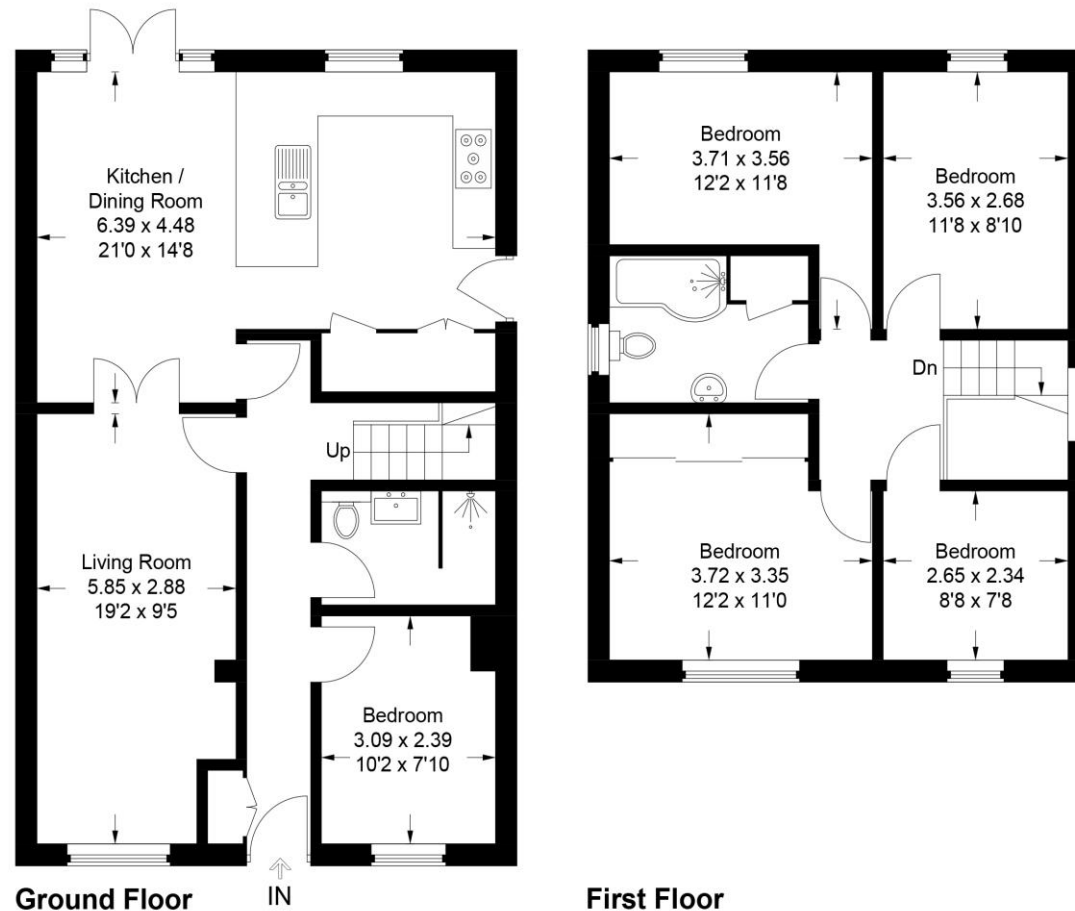 Kitchen /
Dining Room
6.39 x 4.48
21'0 x 14'8
Up
Living Room
5.85 x 2.88
19'2 x 9'5
Bedroom
3.09 x 2.39
10'2 x 7'10
Ground Floor
IN
Bedroom
3.71 x 3.56
12'2 x 11'8
Bedroom
3.56 x 2.68
11'8 x 8'10
Dn
Bedroom
3.72 x 3.35
12'2 x 11'0
Bedroom
2.65 x 2.34
8'8 x 7'8
First Floor